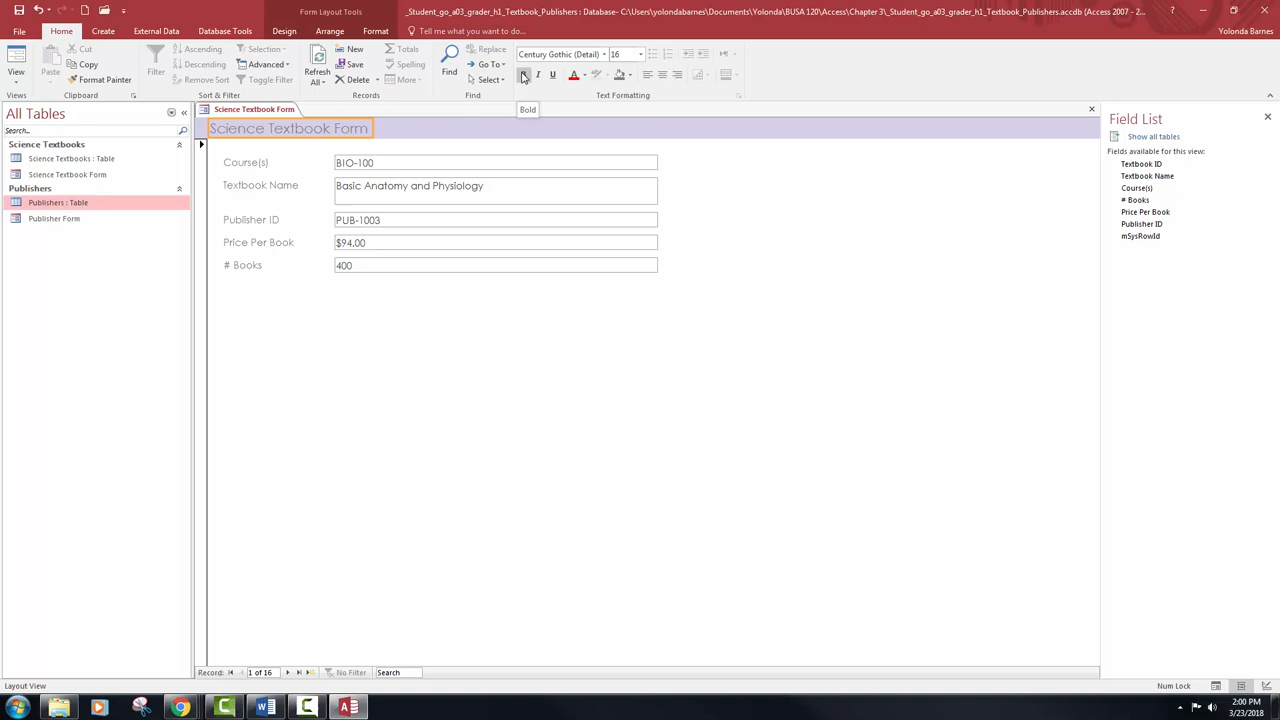 Form Layout Tools
_Student_go_a03_grader_h1_Textbook_Publishers : Database- C:\Users\yolondabarnes\Documents\Yolonda\BUSA 120\Access\Chapter 3\_Student_go_a03_grader_h1_Textbook_Publishers.accdb (Access 2007 - 2...
File Home Create External Data Database Tools Design Arrange Format Tell me what you want to do... Yolonda Barnes
View
Views
Paste
Cut
Copy
Format Painter
Clipboard
Filter
Ascending
Descending
Remove Sort
Selection
Advanced
Toggle Filter
Sort & Filter
Refresh
All
New
Save
Delete
Totals
Spelling
More
Records
Find
Replace
Go To
Select
Find
Century Gothic (Detail) 16
B I U A
Text Formatting
Bold
All Tables
Search...
Science Textbooks
Science Textbooks : Table
Science Textbook Form
Publishers
Publishers : Table
Publisher Form
Science Textbook Form
Science Textbook Form
Course(s) BIO-100
Textbook Name Basic Anatomy and Physiology
Publisher ID PUB-1003
Price Per Book $94.00
# Books 400
Field List
Show all tables
Fields available for this view:
Textbook ID
Textbook Name
Course(s)
# Books
Price Per Book
Publisher ID
mSysRowId
Record: 1 of 16 No Filter Search
Layout View Num Lock
2:00 PM
3/23/2018